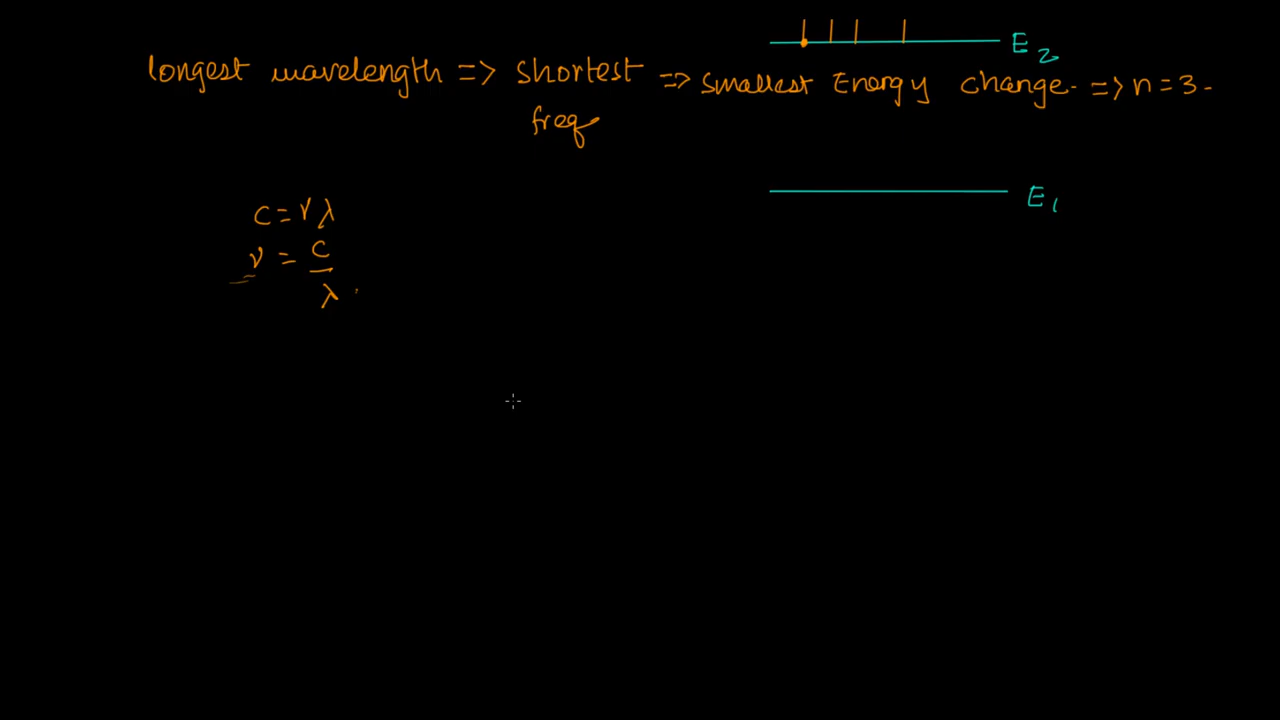 E2
longest wavelength => shortest => smallest Energy change. => n = 3.
freq
E1
c = νλ
ν = c/λ.